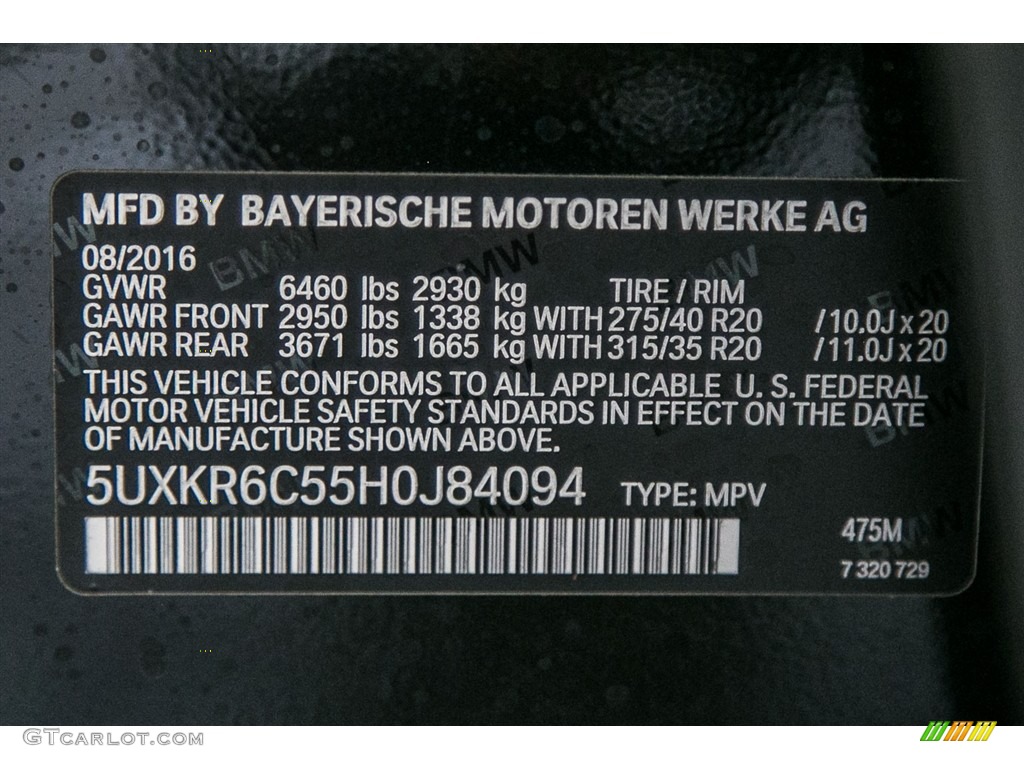 MFD BY BAYERISCHE MOTOREN WERKE AG
08/2016
GVWR 6460 lbs 2930 kg TIRE / RIM
GAWR FRONT 2950 lbs 1338 kg WITH 275/40 R20 /10.0J x 20
GAWR REAR 3671 lbs 1665 kg WITH 315/35 R20 /11.0J x 20
THIS VEHICLE CONFORMS TO ALL APPLICABLE U. S. FEDERAL
MOTOR VEHICLE SAFETY STANDARDS IN EFFECT ON THE DATE
OF MANUFACTURE SHOWN ABOVE.
5UXKR6C55H0J84094 TYPE: MPV
475M
7 320 729
GTCARLOT.COM